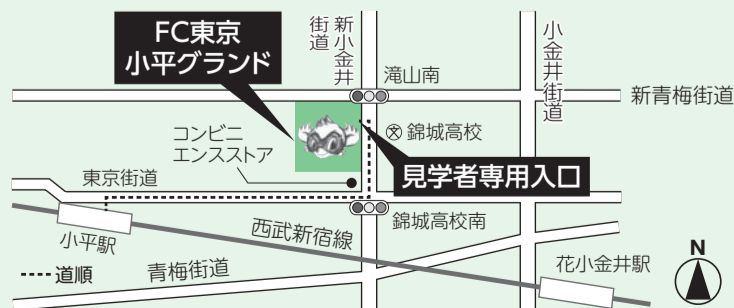 FC東京
小平グランド
新小金井
街道
小金井街道
滝山南
新青梅街道
コンビニ
エンスストア
錦城高校
東京街道
見学者専用入口
小平駅
西武新宿線
錦城高校南
道順
青梅街道
花小金井駅
N